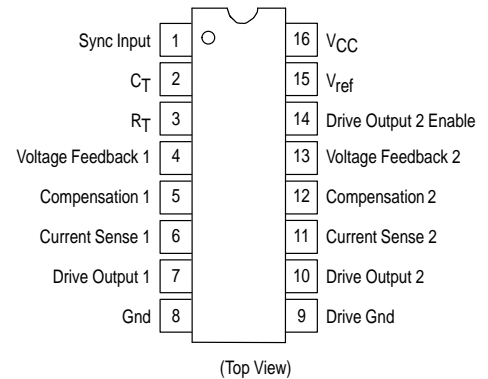 Sync Input 1 16 VCC
CT 2 15 Vref
RT 3 14 Drive Output 2 Enable
Voltage Feedback 1 4 13 Voltage Feedback 2
Compensation 1 5 12 Compensation 2
Current Sense 1 6 11 Current Sense 2
Drive Output 1 7 10 Drive Output 2
Gnd 8 9 Drive Gnd
(Top View)